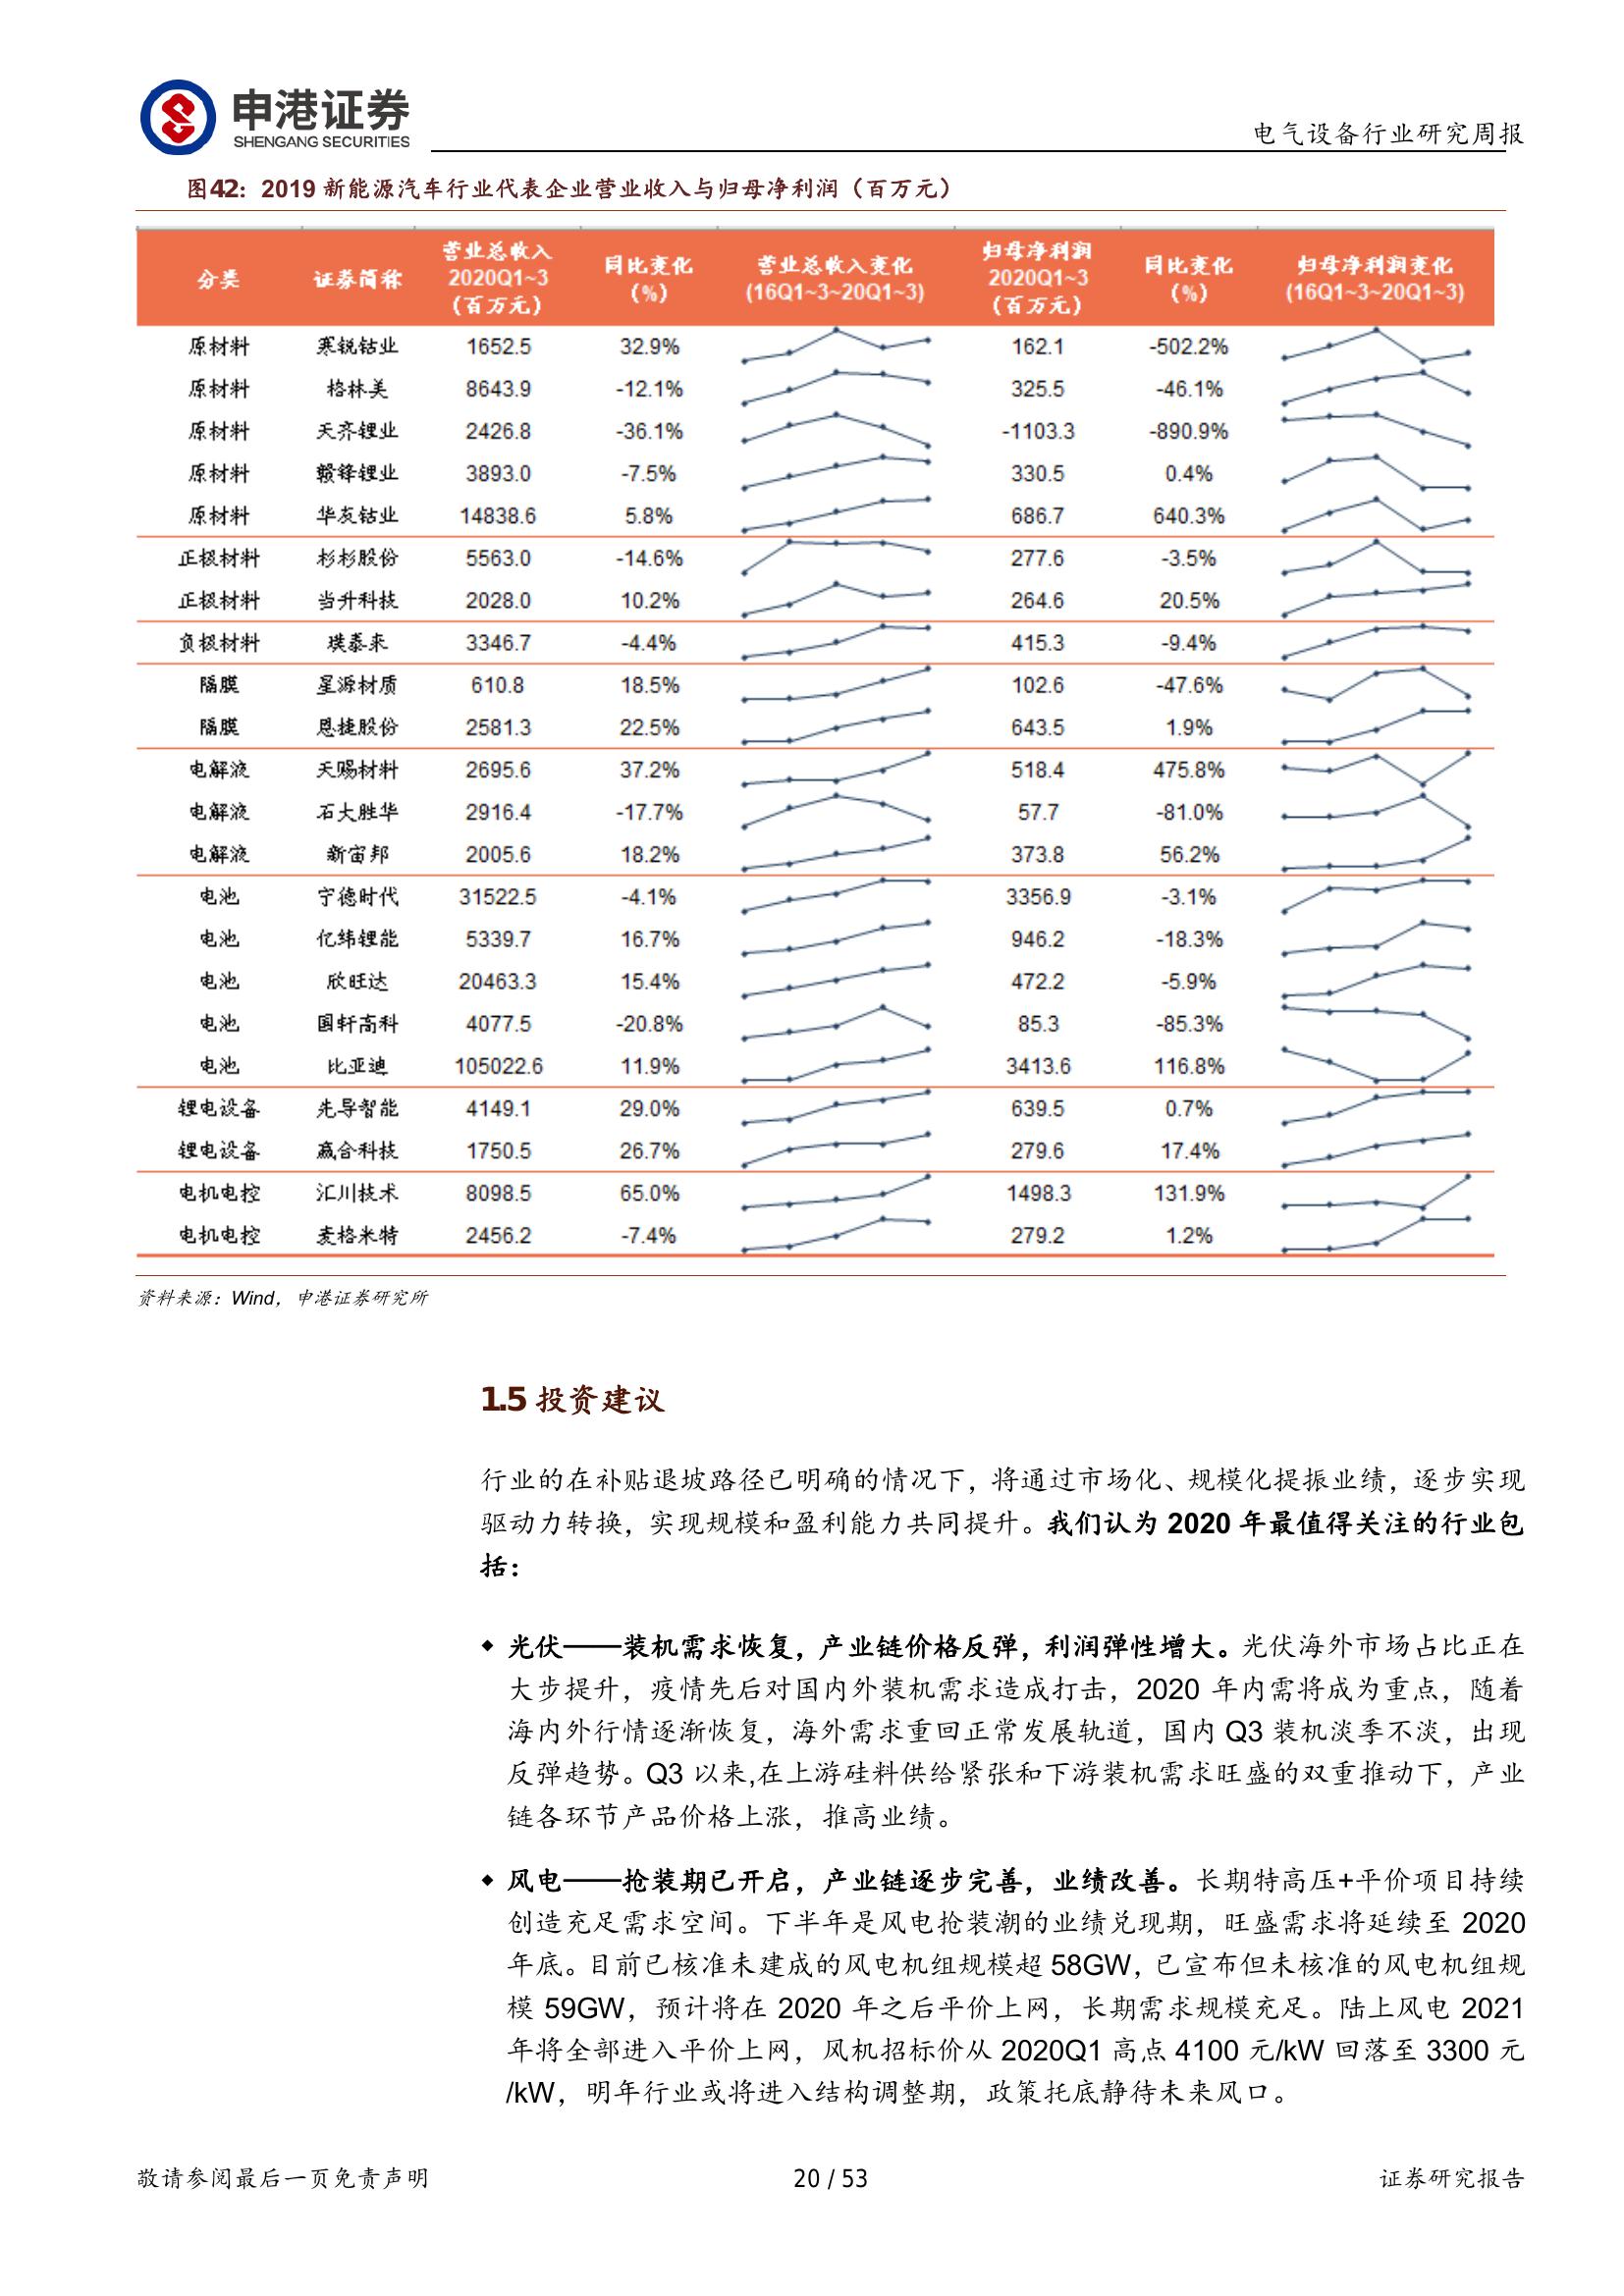 申港证券
SHENGANG SECURITIES
电气设备行业研究周报
图42：2019 新能源汽车行业代表企业营业收入与归母净利润（百万元）
分类 证券简称 营业总收入 2020Q1~3 （百万元） 同比变化 （%） 营业总收入变化 (16Q1~3~20Q1~3) 归母净利润 2020Q1~3 （百万元） 同比变化 （%） 归母净利润变化 (16Q1~3~20Q1~3)
原材料 寒锐钴业 1652.5 32.9% 162.1 -502.2%
原材料 格林美 8643.9 -12.1% 325.5 -46.1%
原材料 天齐锂业 2426.8 -36.1% -1103.3 -890.9%
原材料 赣锋锂业 3893.0 -7.5% 330.5 0.4%
原材料 华友钴业 14838.6 5.8% 686.7 640.3%
正极材料 杉杉股份 5563.0 -14.6% 277.6 -3.5%
正极材料 当升科技 2028.0 10.2% 264.6 20.5%
负极材料 璞泰来 3346.7 -4.4% 415.3 -9.4%
隔膜 星源材质 610.8 18.5% 102.6 -47.6%
隔膜 恩捷股份 2581.3 22.5% 643.5 1.9%
电解液 天赐材料 2695.6 37.2% 518.4 475.8%
电解液 石大胜华 2916.4 -17.7% 57.7 -81.0%
电解液 新宙邦 2005.6 18.2% 373.8 56.2%
电池 宁德时代 31522.5 -4.1% 3356.9 -3.1%
电池 亿纬锂能 5339.7 16.7% 946.2 -18.3%
电池 欣旺达 20463.3 15.4% 472.2 -5.9%
电池 国轩高科 4077.5 -20.8% 85.3 -85.3%
电池 比亚迪 105022.6 11.9% 3413.6 116.8%
锂电设备 先导智能 4149.1 29.0% 639.5 0.7%
锂电设备 赢合科技 1750.5 26.7% 279.6 17.4%
电机电控 汇川技术 8098.5 65.0% 1498.3 131.9%
电机电控 麦格米特 2456.2 -7.4% 279.2 1.2%
资料来源：Wind，申港证券研究所
1.5 投资建议
行业的在补贴退坡路径已明确的情况下，将通过市场化、规模化提振业绩，逐步实现
驱动力转换，实现规模和盈利能力共同提升。我们认为 2020 年最值得关注的行业包
括：
◆ 光伏——装机需求恢复，产业链价格反弹，利润弹性增大。光伏海外市场占比正在
大步提升，疫情先后对国内外装机需求造成打击，2020 年内需将成为重点，随着
海内外行情逐渐恢复，海外需求重回正常发展轨道，国内 Q3 装机淡季不淡，出现
反弹趋势。Q3 以来,在上游硅料供给紧张和下游装机需求旺盛的双重推动下，产业
链各环节产品价格上涨，推高业绩。
◆ 风电——抢装期已开启，产业链逐步完善，业绩改善。长期特高压+平价项目持续
创造充足需求空间。下半年是风电抢装潮的业绩兑现期，旺盛需求将延续至 2020
年底。目前已核准未建成的风电机组规模超 58GW，已宣布但未核准的风电机组规
模 59GW，预计将在 2020 年之后平价上网，长期需求规模充足。陆上风电 2021
年将全部进入平价上网，风机招标价从 2020Q1 高点 4100 元/kW 回落至 3300 元
/kW，明年行业或将进入结构调整期，政策托底静待未来风口。
敬请参阅最后一页免责声明
20 / 53
证券研究报告